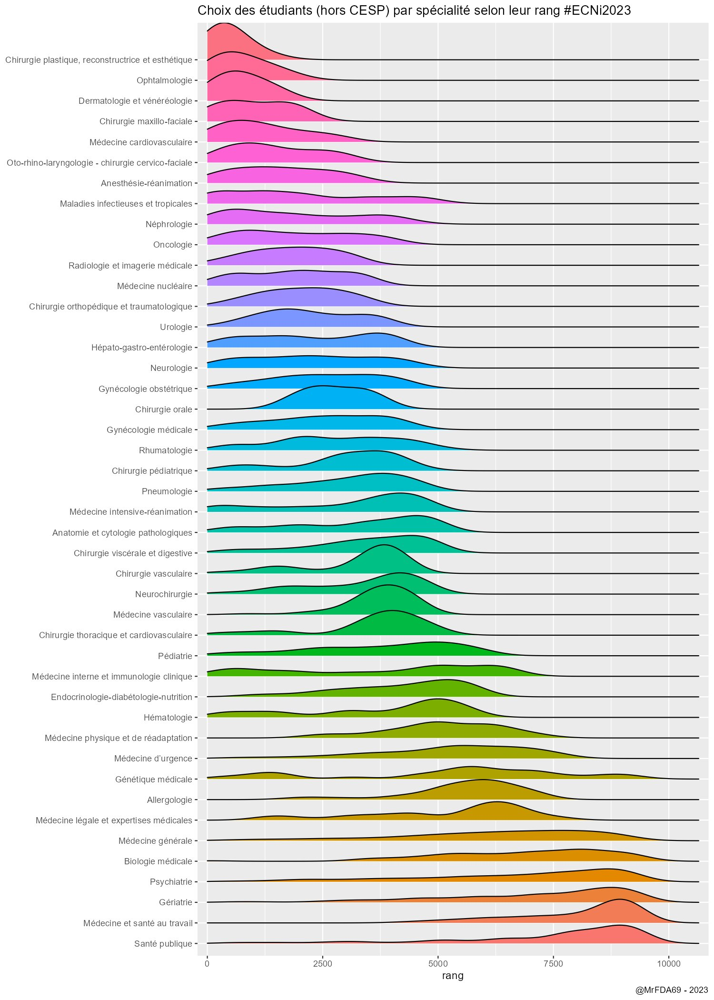 Choix des étudiants (hors CESP) par spécialité selon leur rang #ECNi2023
Chirurgie plastique, reconstructrice et esthétique
Ophtalmologie
Dermatologie et vénéréologie
Chirurgie maxillo-faciale
Médecine cardiovasculaire
Oto-rhino-laryngologie - chirurgie cervico-faciale
Anesthésie-réanimation
Maladies infectieuses et tropicales
Néphrologie
Oncologie
Radiologie et imagerie médicale
Médecine nucléaire
Chirurgie orthopédique et traumatologique
Urologie
Hépato-gastro-entérologie
Neurologie
Gynécologie obstétrique
Chirurgie orale
Gynécologie médicale
Rhumatologie
Chirurgie pédiatrique
Pneumologie
Médecine intensive-réanimation
Anatomie et cytologie pathologiques
Chirurgie viscérale et digestive
Chirurgie vasculaire
Neurochirurgie
Médecine vasculaire
Chirurgie thoracique et cardiovasculaire
Pédiatrie
Médecine interne et immunologie clinique
Endocrinologie-diabétologie-nutrition
Hématologie
Médecine physique et de réadaptation
Médecine d’urgence
Génétique médicale
Allergologie
Médecine légale et expertises médicales
Médecine générale
Biologie médicale
Psychiatrie
Gériatrie
Médecine et santé au travail
Santé publique
0 2500 5000 7500 10000
rang
@MrFDA69 - 2023